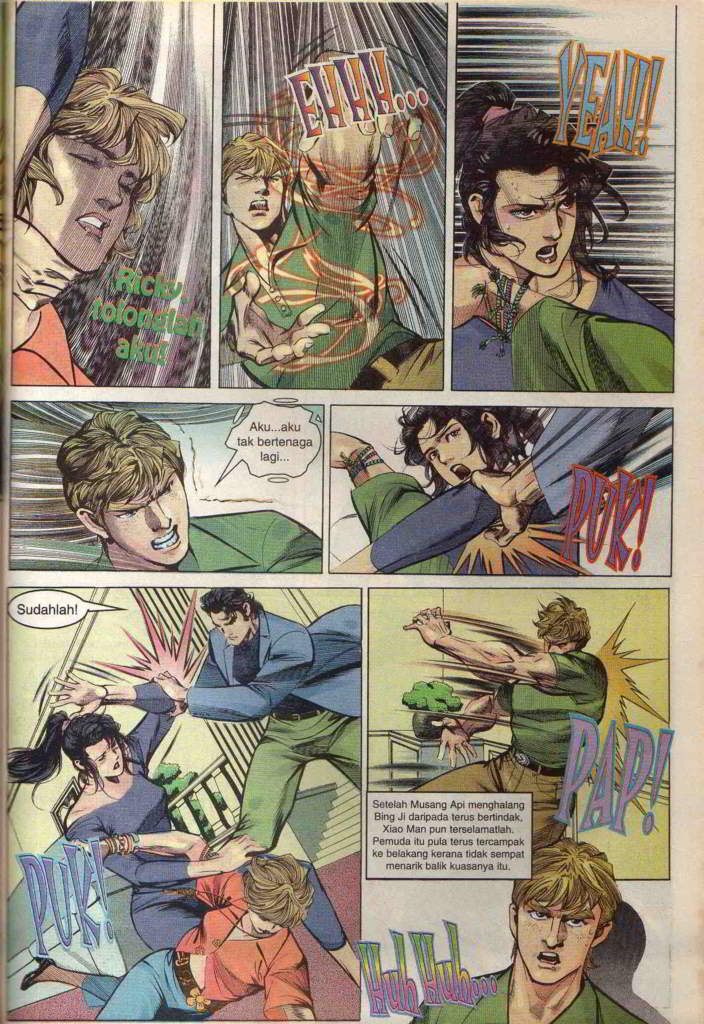 Ricky,
tolonglah
aku!
EHHH...
YEAH!
Aku...aku
tak bertenaga
lagi...
PUK!
Sudahlah!
PUK!
PAP!
Setelah Musang Api menghalang
Bing Ji daripada terus bertindak,
Xiao Man pun terselamatlah.
Pemuda itu pula terus tercampak
ke belakang kerana tidak sempat
menarik balik kuasanya itu.
Huh Huh...